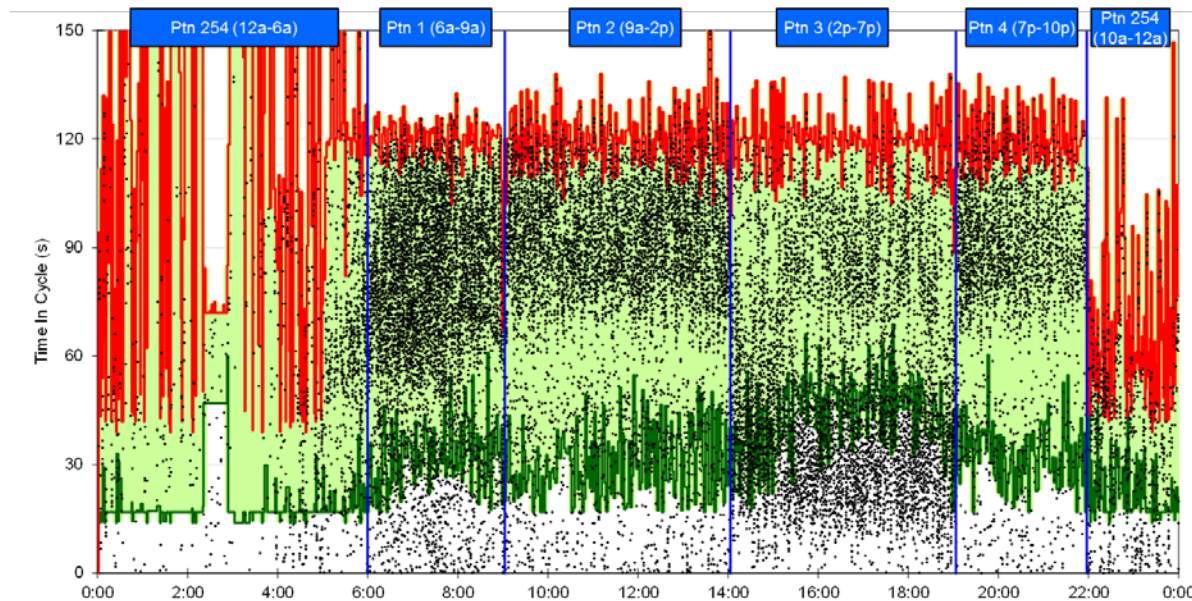 Ptn 254 (12a-6a)
Ptn 1 (6a-9a)
Ptn 2 (9a-2p)
Ptn 3 (2p-7p)
Ptn 4 (7p-10p)
Ptn 254
(10a-12a)
150
120
90
60
30
0
Time In Cycle (s)
0:00
2:00
4:00
6:00
8:00
10:00
12:00
14:00
16:00
18:00
20:00
22:00
0:00